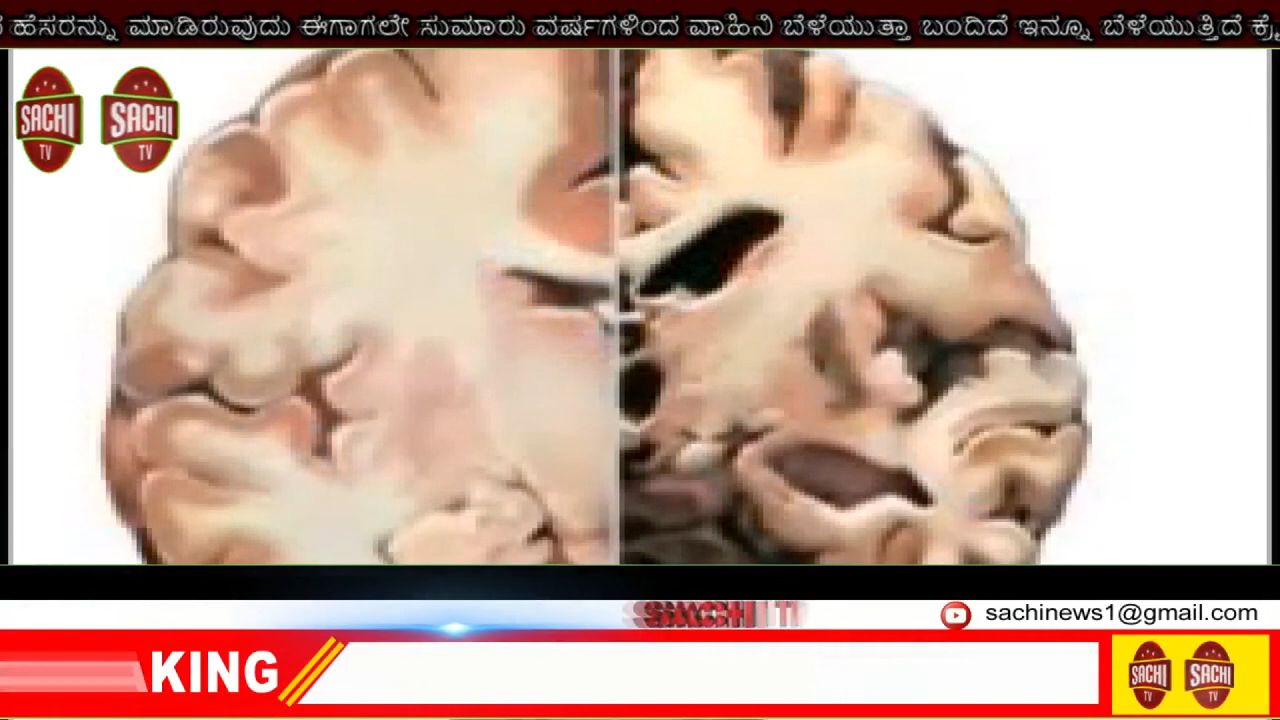 ಹೆಸರನ್ನು ಮಾಡಿರುವುದು ಈಗಾಗಲೇ ಸುಮಾರು ವರ್ಷಗಳಿಂದ ವಾಹಿನಿ ಬೆಳೆಯುತ್ತಾ ಬಂದಿದೆ ಇನ್ನೂ ಬೆಳೆಯುತ್ತಿದೆ
SACHI TV SACHI TV
sachinews1@gmail.com
KING
SACHI TV SACHI TV